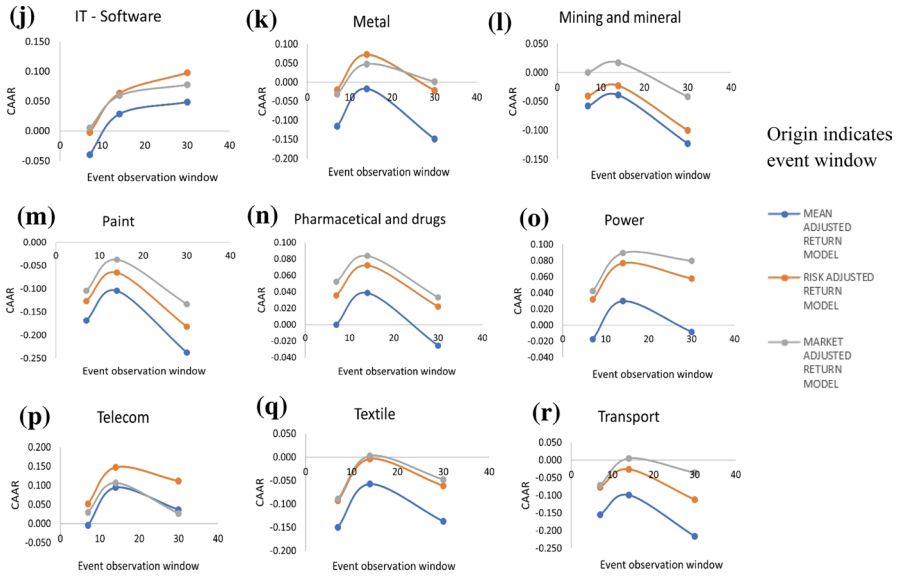 (j)
IT - Software
0.150
0.100
0.050
0.000
-0.050
0 10 20 30 40
CAAR
Event observation window
(k)
Metal
0.100
0.050
0.000
-0.050
-0.100
-0.150
-0.200
0 10 20 30 40
CAAR
Event observation window
(l)
Mining and mineral
0.050
0.000
-0.050
-0.100
-0.150
0 10 20 30 40
CAAR
Event observation window
Origin indicates
event window
MEAN
ADJUSTED
RETURN
MODEL
RISK ADJUSTED
RETURN
MODEL
MARKET
ADJUSTED
RETURN
MODEL
(m)
Paint
0.000
-0.050
-0.100
-0.150
-0.200
-0.250
0 10 20 30 40
CAAR
Event observation window
(n)
Pharmacetical and drugs
0.100
0.080
0.060
0.040
0.020
0.000
-0.020
-0.040
0 10 20 30 40
CAAR
Event observation window
(o)
Power
0.100
0.080
0.060
0.040
0.020
0.000
-0.020
-0.040
0 10 20 30 40
CAAR
Event observation window
(p)
Telecom
0.200
0.150
0.100
0.050
0.000
-0.050
0 10 20 30 40
CAAR
Event observation window
(q)
Textile
0.050
0.000
-0.050
-0.100
-0.150
-0.200
0 10 20 30 40
CAAR
Event observation window
(r)
Transport
0.050
0.000
-0.050
-0.100
-0.150
-0.200
-0.250
0 10 20 30 40
CAAR
Event observation window